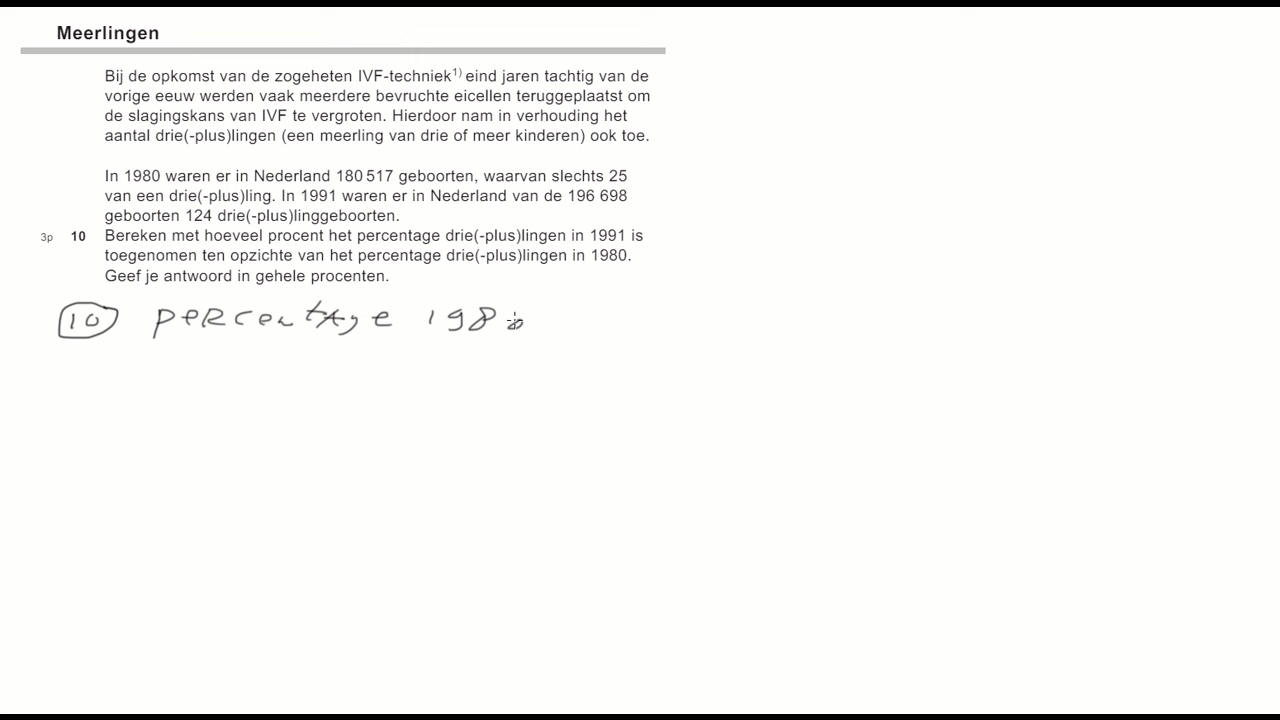 Meerlingen
Bij de opkomst van de zogeheten IVF-techniek1) eind jaren tachtig van de
vorige eeuw werden vaak meerdere bevruchte eicellen teruggeplaatst om
de slagingskans van IVF te vergroten. Hierdoor nam in verhouding het
aantal drie(-plus)lingen (een meerling van drie of meer kinderen) ook toe.
In 1980 waren er in Nederland 180 517 geboorten, waarvan slechts 25
van een drie(-plus)ling. In 1991 waren er in Nederland van de 196 698
geboorten 124 drie(-plus)linggeboorten.
3p 10 Bereken met hoeveel procent het percentage drie(-plus)lingen in 1991 is
toegenomen ten opzichte van het percentage drie(-plus)lingen in 1980.
Geef je antwoord in gehele procenten.
10 percentage 1980